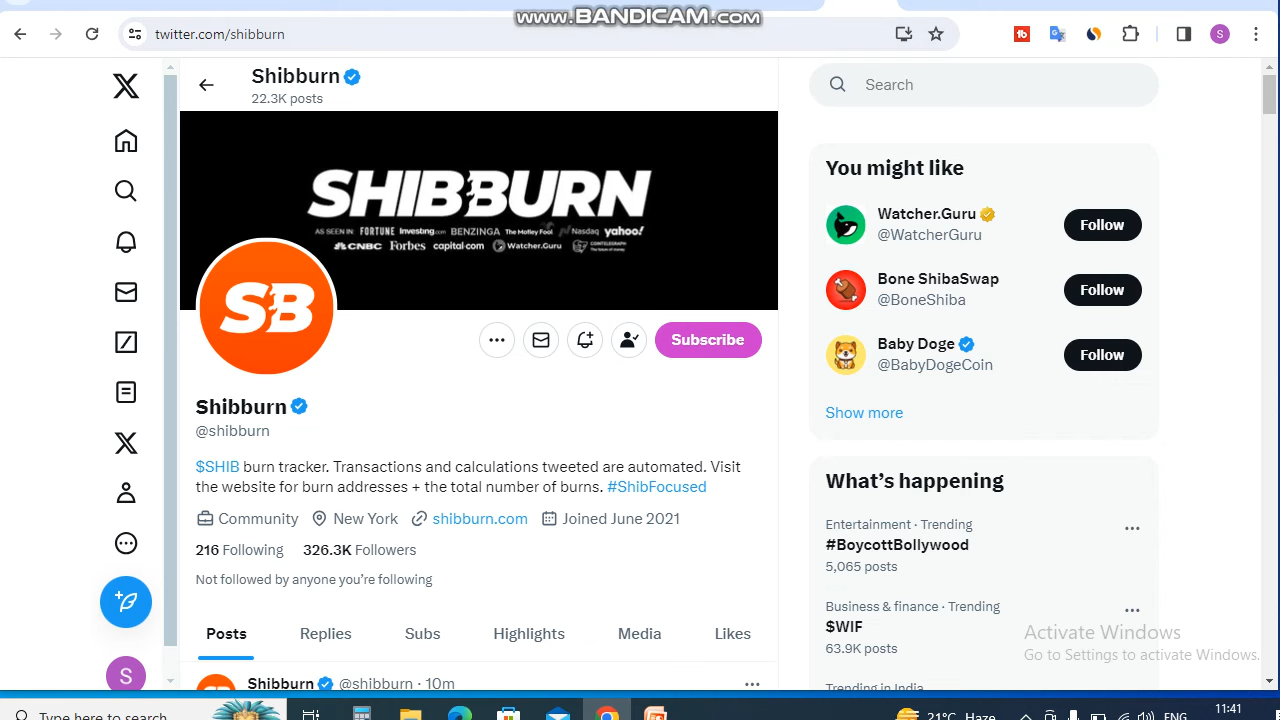 www.BANDICAM.com
twitter.com/shibburn
S
Shibburn
22.3K posts
SHIBBURN
AS SEEN IN: FORTUNE Investing.com BENZINGA The Motley Fool Nasdaq yahoo!
CNBC Forbes capital.com Watcher.Guru COINTELEGRAPH
SB
Subscribe
Shibburn
@shibburn
$SHIB burn tracker. Transactions and calculations tweeted are automated. Visit
the website for burn addresses + the total number of burns. #ShibFocused
Community New York shibburn.com Joined June 2021
216 Following 326.3K Followers
Not followed by anyone you're following
Posts Replies Subs Highlights Media Likes
Shibburn @shibburn · 10m
S
Search
You might like
Watcher.Guru
@WatcherGuru
Follow
Bone ShibaSwap
@BoneShiba
Follow
Baby Doge
@BabyDogeCoin
Follow
Show more
What's happening
Entertainment · Trending
#BoycottBollywood
5,065 posts
Business & finance · Trending
$WIF
63.9K posts
Trending in India
Activate Windows
Go to Settings to activate Windows.
Type here to search
21°C Haze
ENG
11:41